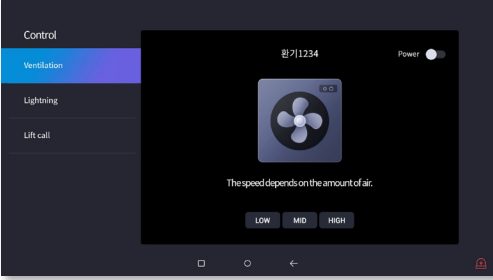 Control
환기1234
Power
Ventilation
Lightning
Lift call
The speed depends on the amount of air.
LOW MID HIGH